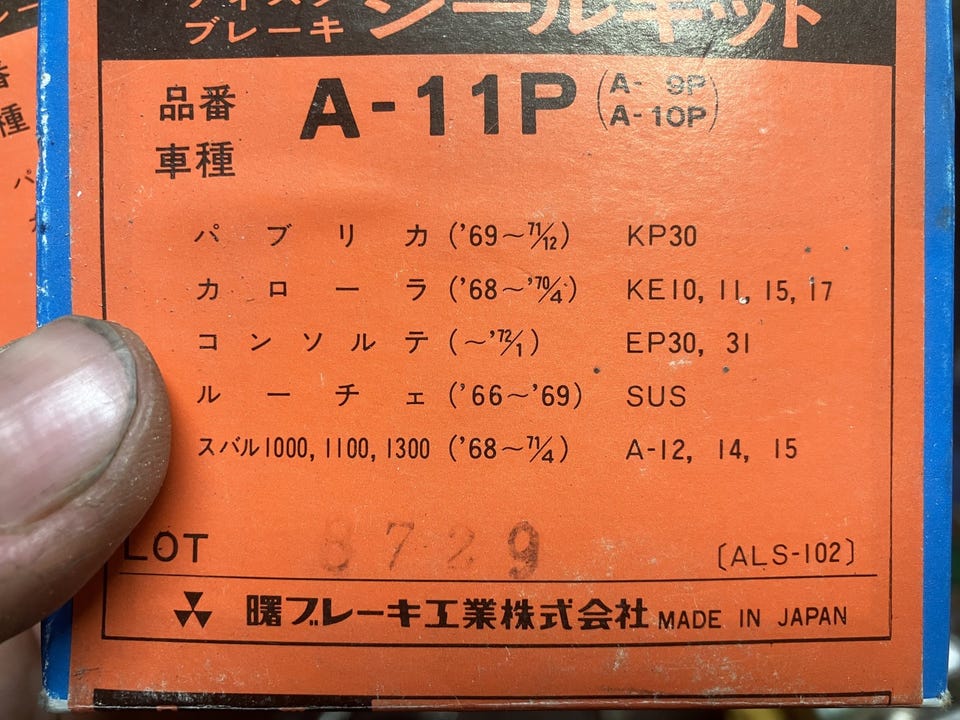 ディスク
ブレーキ シールキット
品番 A-11P (A- 9P
A-10P)
車種
パブリカ ('69～71/12) KP30
カローラ ('68～'70/4) KE10, 11, 15, 17
コンソルテ (～'72/1) EP30, 31
ルーチェ ('66～'69) SUS
スバル1000, 1100, 1300 ('68～71/4) A-12, 14, 15
LOT 8729 〔ALS-102〕
曙ブレーキ工業株式会社 MADE IN JAPAN